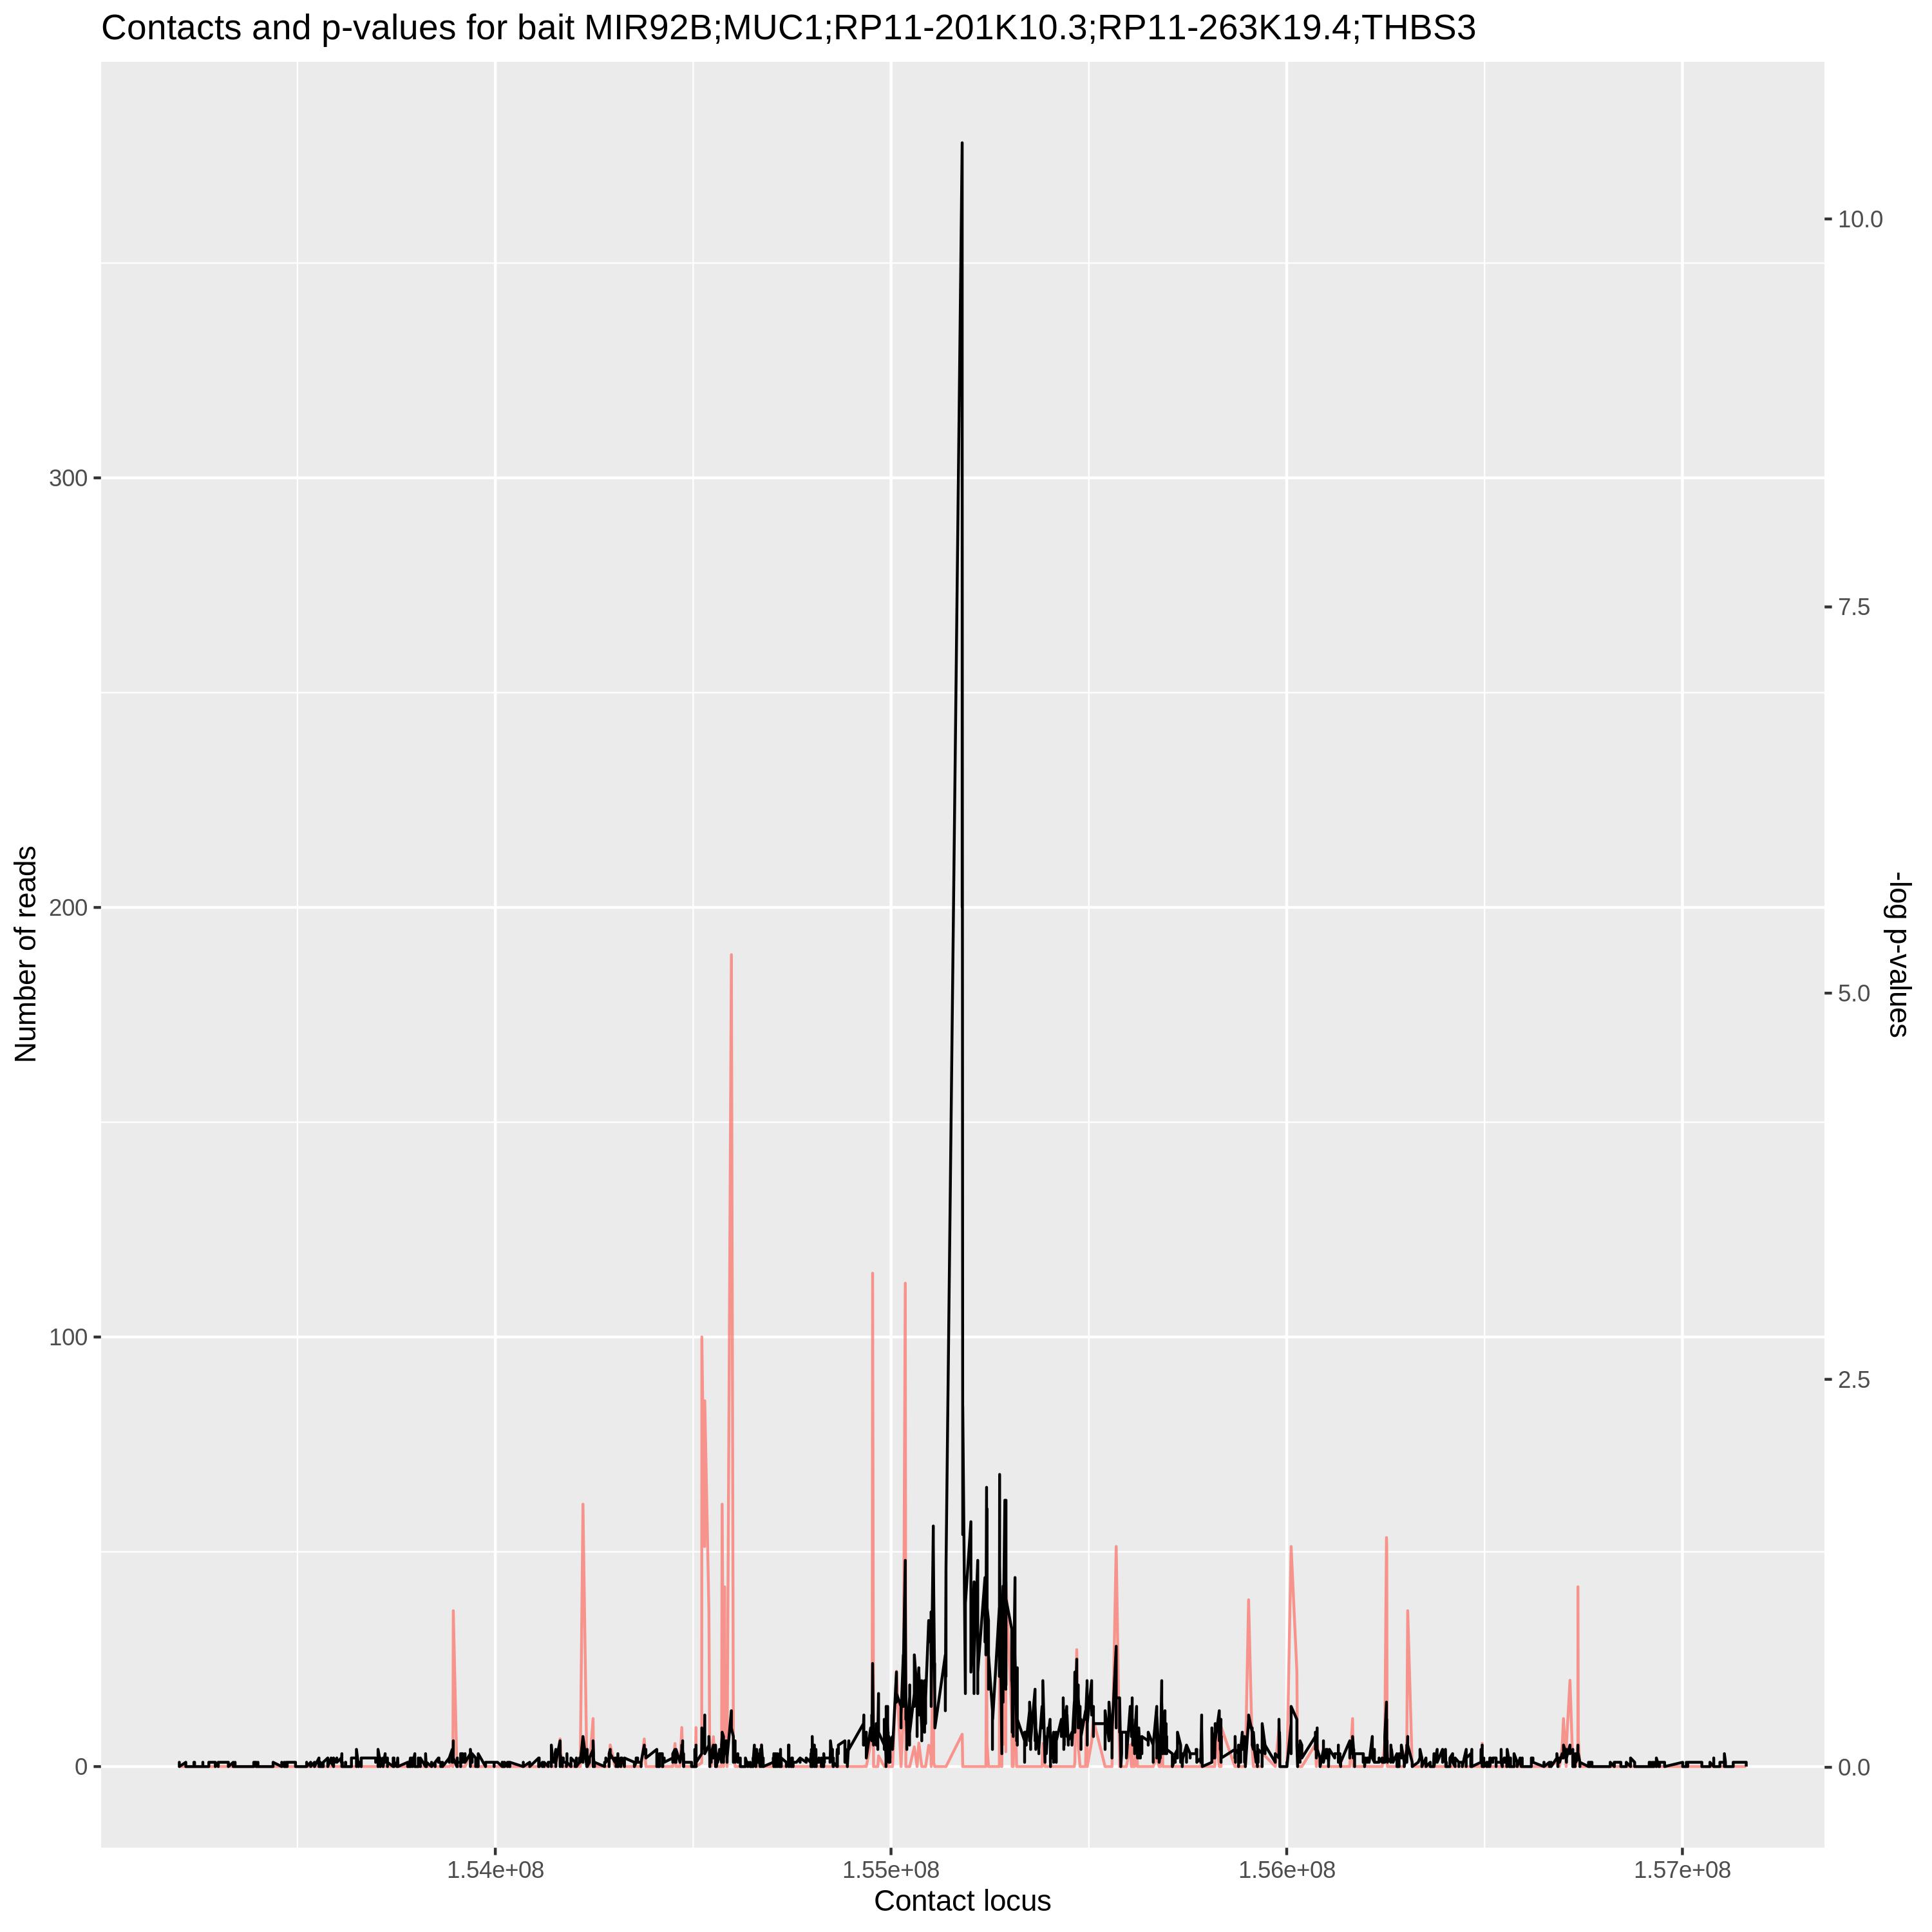 Contacts and p-values for bait MIR92B;MUC1;RP11-201K10.3;RP11-263K19.4;THBS3
10.0
300
7.5
200
5.0
Number of reads
-log p-values
100
2.5
0
0.0
1.54e+08 1.55e+08 1.56e+08 1.57e+08
Contact locus